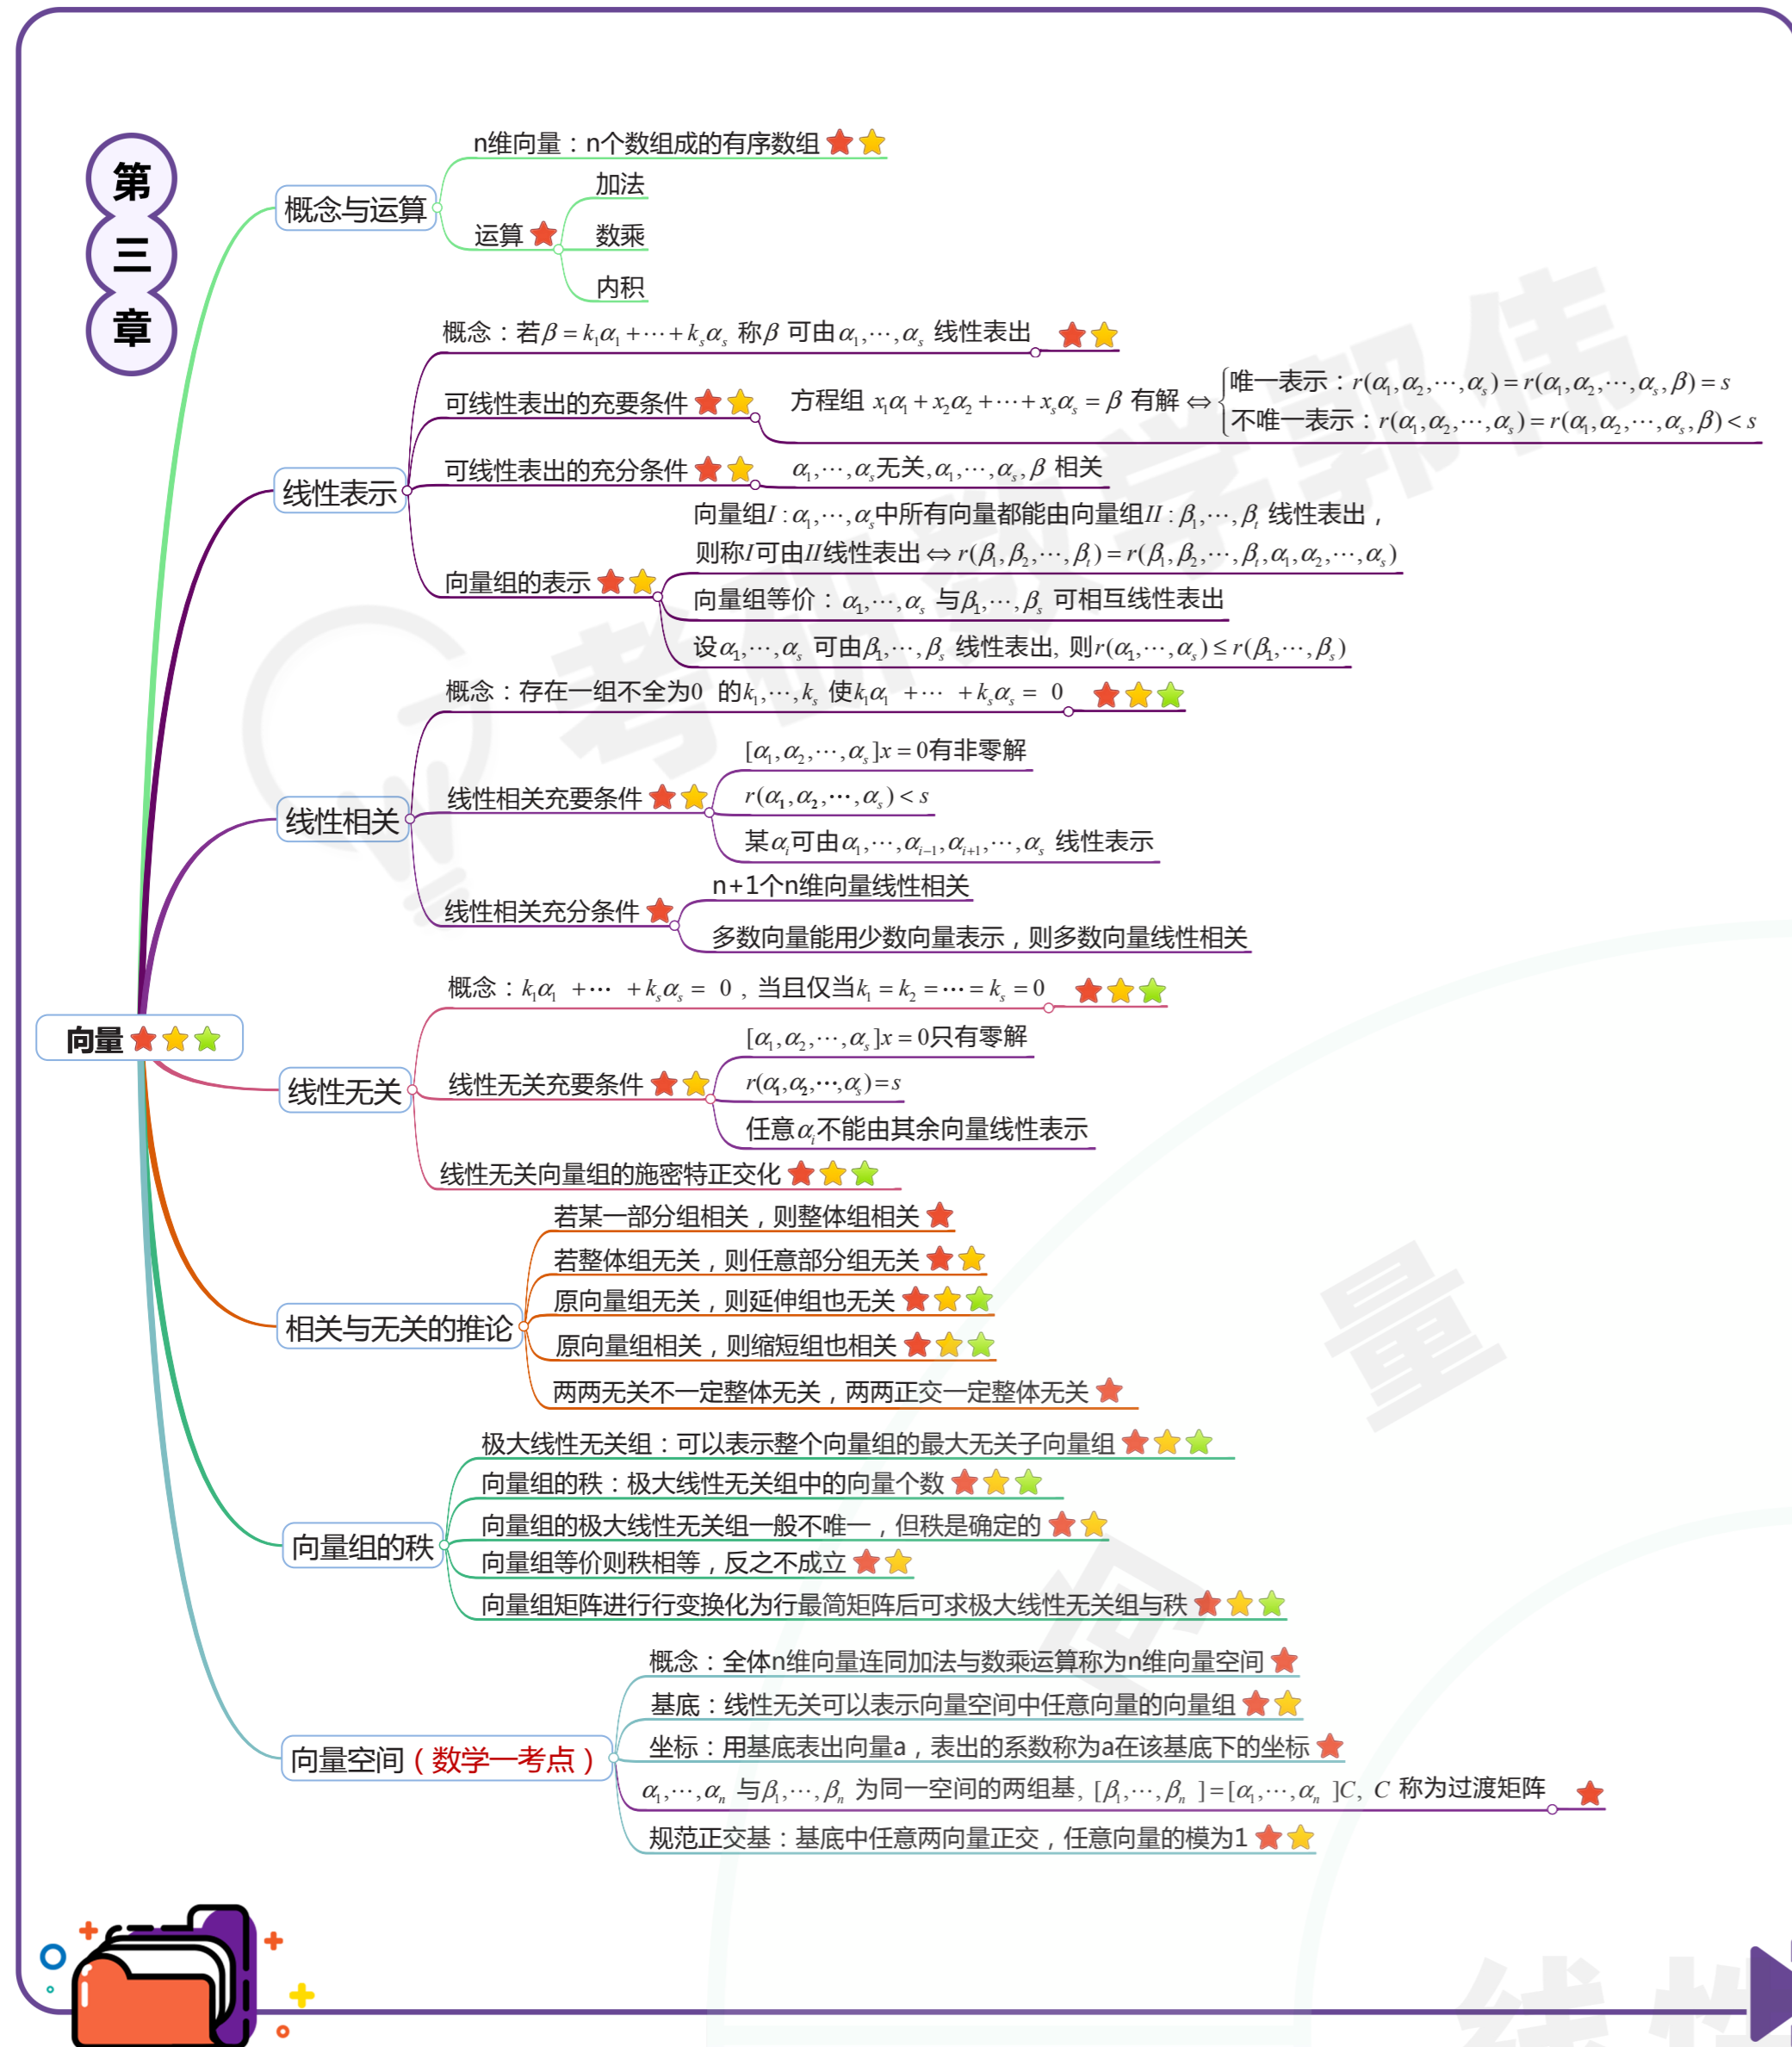 第
三
章
概念与运算
n维向量：n个数组成的有序数组
运算
加法
数乘
内积
线性表示
概念：若β = k₁α₁ + ⋯ + kₛαₛ 称β 可由α₁,⋯,αₛ 线性表出
可线性表出的充要条件
方程组 x₁α₁ + x₂α₂ + ⋯ + xₛαₛ = β 有解 ⇔
唯一表示：r(α₁,α₂,⋯,αₛ) = r(α₁,α₂,⋯,αₛ,β) = s
不唯一表示：r(α₁,α₂,⋯,αₛ) = r(α₁,α₂,⋯,αₛ,β) < s
可线性表出的充分条件
α₁,⋯,αₛ无关,α₁,⋯,αₛ,β 相关
向量组的表示
向量组I : α₁,⋯,αₛ中所有向量都能由向量组II : β₁,⋯,βₜ 线性表出，
则称I可由II线性表出 ⇔ r(β₁,β₂,⋯,βₜ) = r(β₁,β₂,⋯,βₜ,α₁,α₂,⋯,αₛ)
向量组等价：α₁,⋯,αₛ 与β₁,⋯,βₛ 可相互线性表出
设α₁,⋯,αₛ 可由β₁,⋯,βₛ 线性表出, 则r(α₁,⋯,αₛ) ≤ r(β₁,⋯,βₛ)
线性相关
概念：存在一组不全为0 的k₁,⋯,kₛ 使k₁α₁ + ⋯ + kₛαₛ = 0
线性相关充要条件
[α₁,α₂,⋯,αₛ]x = 0有非零解
r(α₁,α₂,⋯,αₛ) < s
某αᵢ可由α₁,⋯,αᵢ₋₁,αᵢ₊₁,⋯,αₛ 线性表示
线性相关充分条件
n+1个n维向量线性相关
多数向量能用少数向量表示，则多数向量线性相关
向量
线性无关
概念：k₁α₁ + ⋯ + kₛαₛ = 0 , 当且仅当k₁ = k₂ = ⋯ = kₛ = 0
线性无关充要条件
[α₁,α₂,⋯,αₛ]x = 0只有零解
r(α₁,α₂,⋯,αₛ) = s
任意αᵢ不能由其余向量线性表示
线性无关向量组的施密特正交化
相关与无关的推论
若某一部分组相关，则整体组相关
若整体组无关，则任意部分组无关
原向量组无关，则延伸组也无关
原向量组相关，则缩短组也相关
两两无关不一定整体无关，两两正交一定整体无关
向量组的秩
极大线性无关组：可以表示整个向量组的最大无关子向量组
向量组的秩：极大线性无关组中的向量个数
向量组的极大线性无关组一般不唯一，但秩是确定的
向量组等价则秩相等，反之不成立
向量组矩阵进行行变换化为行最简矩阵后可求极大线性无关组与秩
向量空间（数学一考点）
概念：全体n维向量连同加法与数乘运算称为n维向量空间
基底：线性无关可以表示向量空间中任意向量的向量组
坐标：用基底表出向量a，表出的系数称为a在该基底下的坐标
α₁,⋯,αₙ 与β₁,⋯,βₙ 为同一空间的两组基, [β₁,⋯,βₙ ] = [α₁,⋯,αₙ ]C, C 称为过渡矩阵
规范正交基：基底中任意两向量正交，任意向量的模为1
考研数学郭伟
向量
线性